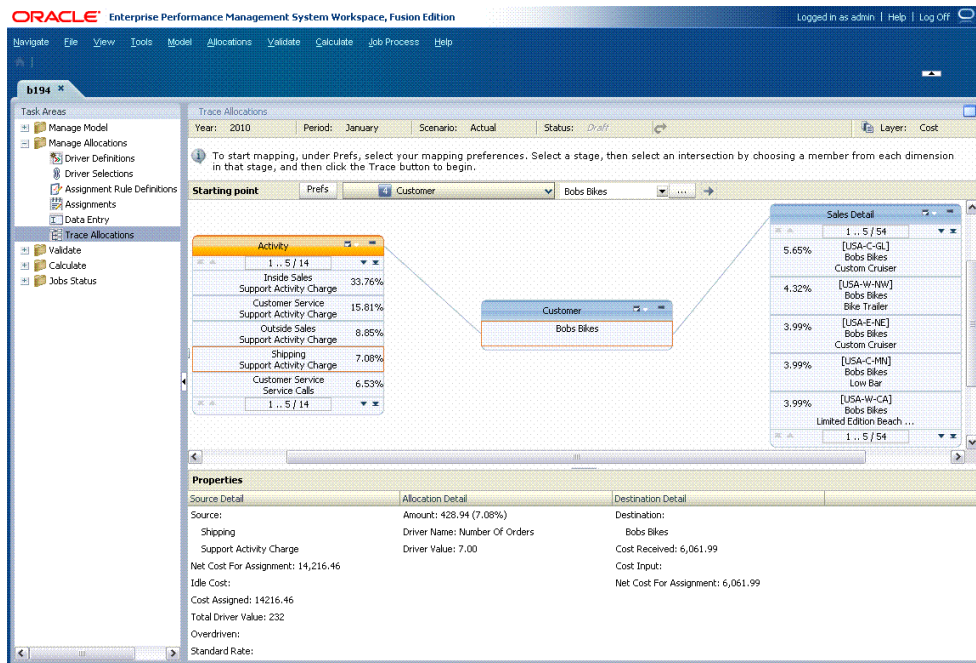 ORACLE Enterprise Performance Management System Workspace, Fusion Edition
Logged in as admin | Help | Log Off
Navigate File View Tools Model Allocations Validate Calculate Job Process Help
b194
Task Areas
Manage Model
Manage Allocations
Driver Definitions
Driver Selections
Assignment Rule Definitions
Assignments
Data Entry
Trace Allocations
Validate
Calculate
Jobs Status
Trace Allocations
Year: 2010 Period: January Scenario: Actual Status: Draft Layer: Cost
To start mapping, under Prefs, select your mapping preferences. Select a stage, then select an intersection by choosing a member from each dimension
in that stage, and then click the Trace button to begin.
Starting point Prefs 4 Customer Bobs Bikes ...
Activity
1 .. 5 / 14
Inside Sales
Support Activity Charge
33.76%
Customer Service
Support Activity Charge
15.81%
Outside Sales
Support Activity Charge
8.85%
Shipping
Support Activity Charge
7.08%
Customer Service
Service Calls
6.53%
1 .. 5 / 14
Customer
Bobs Bikes
Sales Detail
1 .. 5 / 54
5.65%
[USA-C-GL]
Bobs Bikes
Custom Cruiser
4.32%
[USA-W-NW]
Bobs Bikes
Bike Trailer
3.99%
[USA-E-NE]
Bobs Bikes
Custom Cruiser
3.99%
[USA-C-MN]
Bobs Bikes
Low Bar
3.99%
[USA-W-CA]
Bobs Bikes
Limited Edition Beach ...
1 .. 5 / 54
Properties
Source Detail Allocation Detail Destination Detail
Source: Amount: 428.94 (7.08%) Destination:
Shipping Driver Name: Number Of Orders Bobs Bikes
Support Activity Charge Driver Value: 7.00 Cost Received: 6,061.99
Net Cost For Assignment: 14,216.46 Cost Input:
Idle Cost: Net Cost For Assignment: 6,061.99
Cost Assigned: 14216.46
Total Driver Value: 232
Overdriven:
Standard Rate: